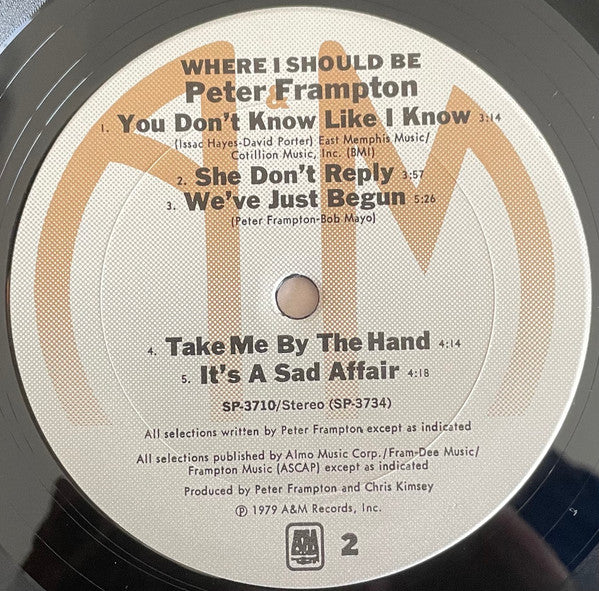 WHERE I SHOULD BE
Peter Frampton
1. You Don't Know Like I Know 3:14
(Issac Hayes-David Porter) East Memphis Music/
Cotillion Music, Inc. (BMI)
2. She Don't Reply 3:57
3. We've Just Begun 5:26
(Peter Frampton-Bob Mayo)
4. Take Me By The Hand 4:14
5. It's A Sad Affair 4:18
SP-3710/Stereo (SP-3734)
All selections written by Peter Frampton except as indicated
All selections published by Almo Music Corp./Fram-Dee Music/
Frampton Music (ASCAP) except as indicated
Produced by Peter Frampton and Chris Kimsey
℗ 1979 A&M Records, Inc.
A&M 2